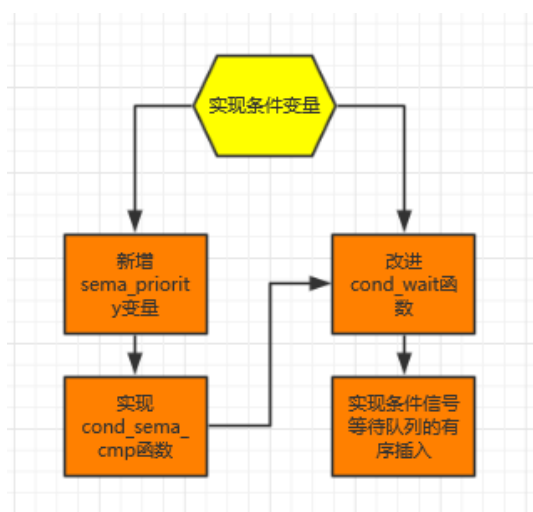 实现条件变量
新增
sema_priorit
y变量
改进
cond_wait函
数
实现
cond_sema_
cmp函数
实现条件信号
等待队列的有
序插入